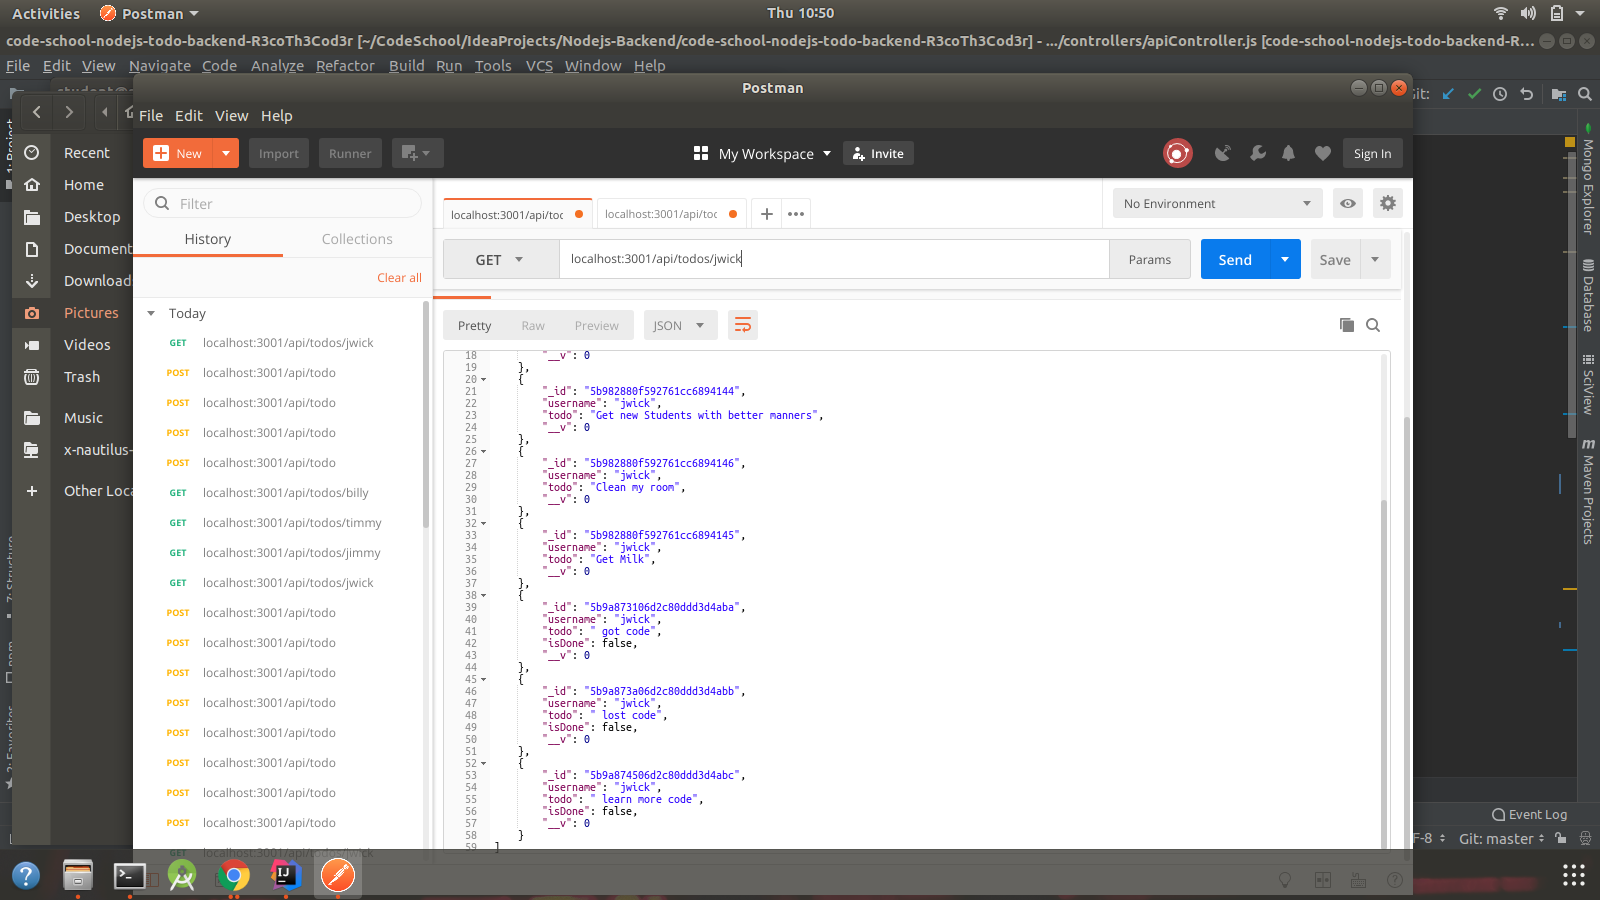 Activities
Postman
Thu 10:50
code-school-nodejs-todo-backend-R3coTh3Cod3r [~/CodeSchool/IdeaProjects/Nodejs-Backend/code-school-nodejs-todo-backend-R3coTh3Cod3r] - .../controllers/apiController.js [code-school-nodejs-todo-backend-R...
File Edit View Navigate Code Analyze Refactor Build Run Tools VCS Window Help
Postman
File Edit View Help
New
Import
Runner
My Workspace
Invite
Sign In
Recent
Home
Desktop
Document
Download
Pictures
Videos
Trash
Music
x-nautilus-
Other Loca
Filter
History
Collections
Clear all
Today
GET localhost:3001/api/todos/jwick
POST localhost:3001/api/todo
POST localhost:3001/api/todo
POST localhost:3001/api/todo
POST localhost:3001/api/todo
GET localhost:3001/api/todos/billy
GET localhost:3001/api/todos/timmy
GET localhost:3001/api/todos/jimmy
GET localhost:3001/api/todos/jwick
POST localhost:3001/api/todo
POST localhost:3001/api/todo
POST localhost:3001/api/todo
POST localhost:3001/api/todo
POST localhost:3001/api/todo
POST localhost:3001/api/todo
POST localhost:3001/api/todo
POST localhost:3001/api/todo
GET localhost:3001/api/todos/jwick
localhost:3001/api/toc
localhost:3001/api/toc
No Environment
GET
localhost:3001/api/todos/jwick
Params
Send
Save
Pretty
Raw
Preview
JSON
18 "__v": 0
19 },
20 {
21 "_id": "5b982880f592761cc6894144",
22 "username": "jwick",
23 "todo": "Get new Students with better manners",
24 "__v": 0
25 },
26 {
27 "_id": "5b982880f592761cc6894146",
28 "username": "jwick",
29 "todo": "Clean my room",
30 "__v": 0
31 },
32 {
33 "_id": "5b982880f592761cc6894145",
34 "username": "jwick",
35 "todo": "Get Milk",
36 "__v": 0
37 },
38 {
39 "_id": "5b9a873106d2c80ddd3d4aba",
40 "username": "jwick",
41 "todo": " got code",
42 "isDone": false,
43 "__v": 0
44 },
45 {
46 "_id": "5b9a873a06d2c80ddd3d4abb",
47 "username": "jwick",
48 "todo": " lost code",
49 "isDone": false,
50 "__v": 0
51 },
52 {
53 "_id": "5b9a874506d2c80ddd3d4abc",
54 "username": "jwick",
55 "todo": " learn more code",
56 "isDone": false,
57 "__v": 0
58 }
59 ]
Git:
Mongo Explorer
Database
SciView
Maven Projects
Event Log
F-8
Git: master
1: Project
Z: Structure
npm
2: Favorites
IJ